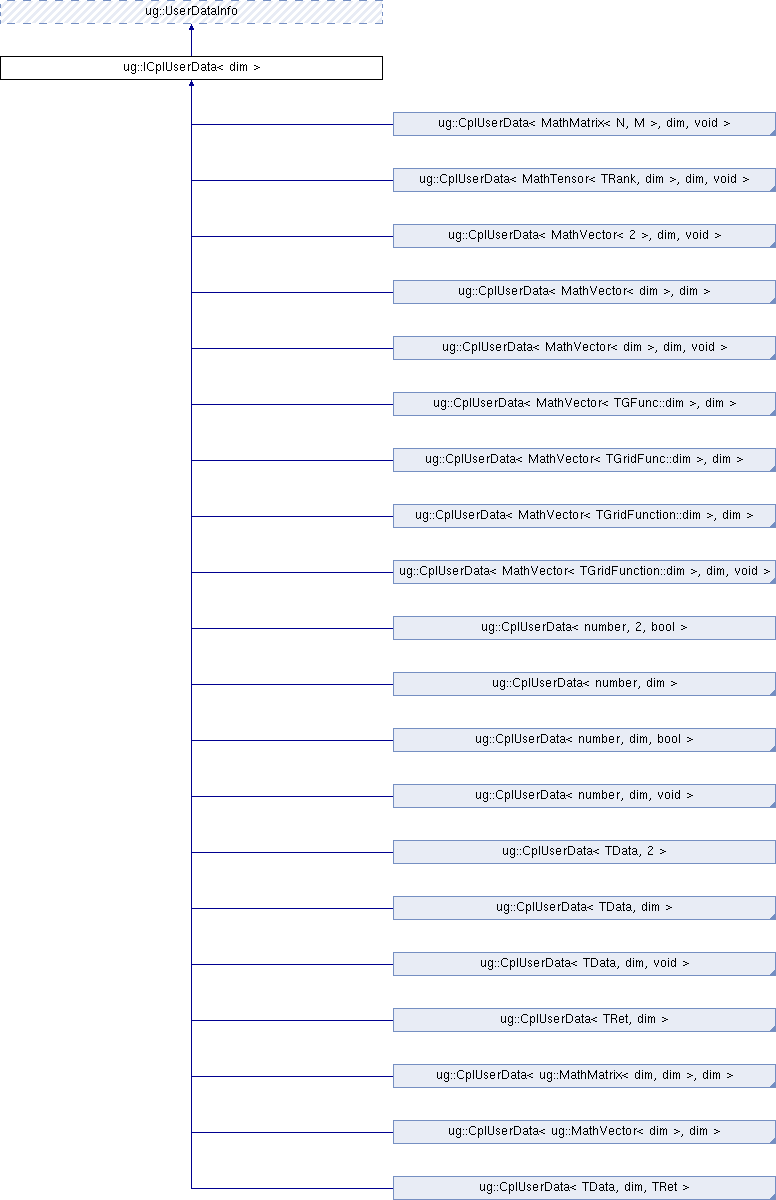 ug::UserDataInfo
ug::ICplUserData< dim >
ug::CplUserData< MathMatrix< N, M >, dim, void >
ug::CplUserData< MathTensor< TRank, dim >, dim, void >
ug::CplUserData< MathVector< 2 >, dim, void >
ug::CplUserData< MathVector< dim >, dim >
ug::CplUserData< MathVector< dim >, dim, void >
ug::CplUserData< MathVector< TGFunc::dim >, dim >
ug::CplUserData< MathVector< TGridFunc::dim >, dim >
ug::CplUserData< MathVector< TGridFunction::dim >, dim >
ug::CplUserData< MathVector< TGridFunction::dim >, dim, void >
ug::CplUserData< number, 2, bool >
ug::CplUserData< number, dim >
ug::CplUserData< number, dim, bool >
ug::CplUserData< number, dim, void >
ug::CplUserData< TData, 2 >
ug::CplUserData< TData, dim >
ug::CplUserData< TData, dim, void >
ug::CplUserData< TRet, dim >
ug::CplUserData< ug::MathMatrix< dim, dim >, dim >
ug::CplUserData< ug::MathVector< dim >, dim >
ug::CplUserData< TData, dim, TRet >